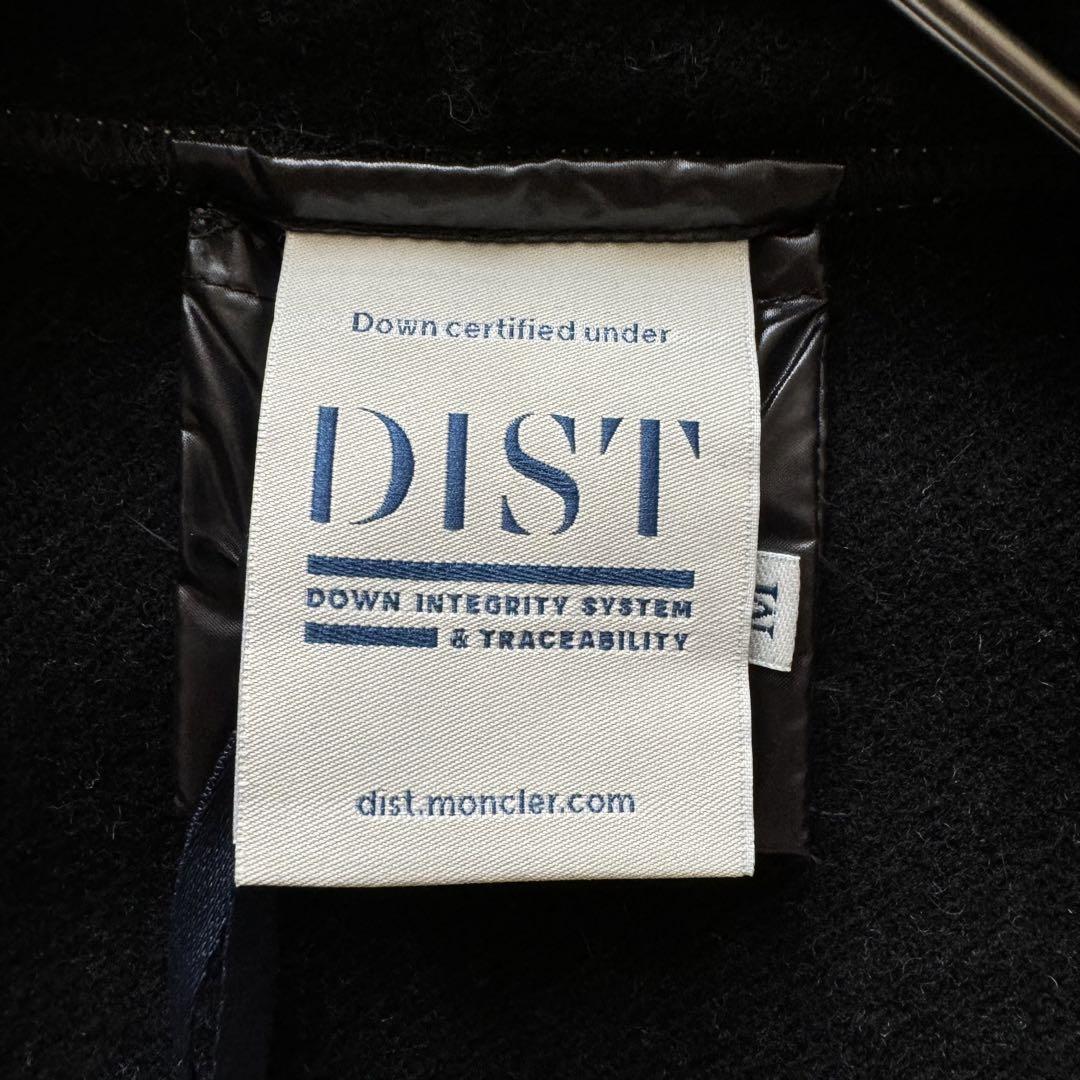 Down certified under
DIST
DOWN INTEGRITY SYSTEM
& TRACEABILITY
M
dist.moncler.com